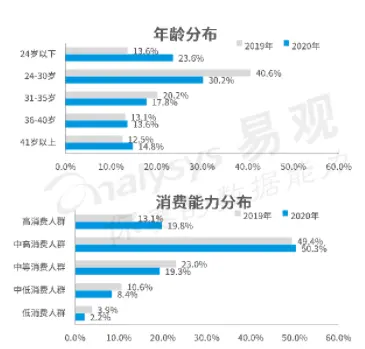 年龄分布
2019年 2020年
24岁以下 13.6% 23.6%
24-30岁 40.6% 30.2%
31-35岁 20.2% 17.8%
36-40岁 13.1% 13.6%
41岁以上 12.5% 14.8%
0.0% 10.0% 20.0% 30.0% 40.0% 50.0% 60.0%
nalysys 易观
的数据能力
消费能力分布
2019年 2020年
高消费人群 13.1% 19.8%
中高消费人群 49.4% 50.3%
中等消费人群 23.0% 19.3%
中低消费人群 10.6% 8.4%
低消费人群 3.9% 2.2%
0.0% 10.0% 20.0% 30.0% 40.0% 50.0% 60.0%